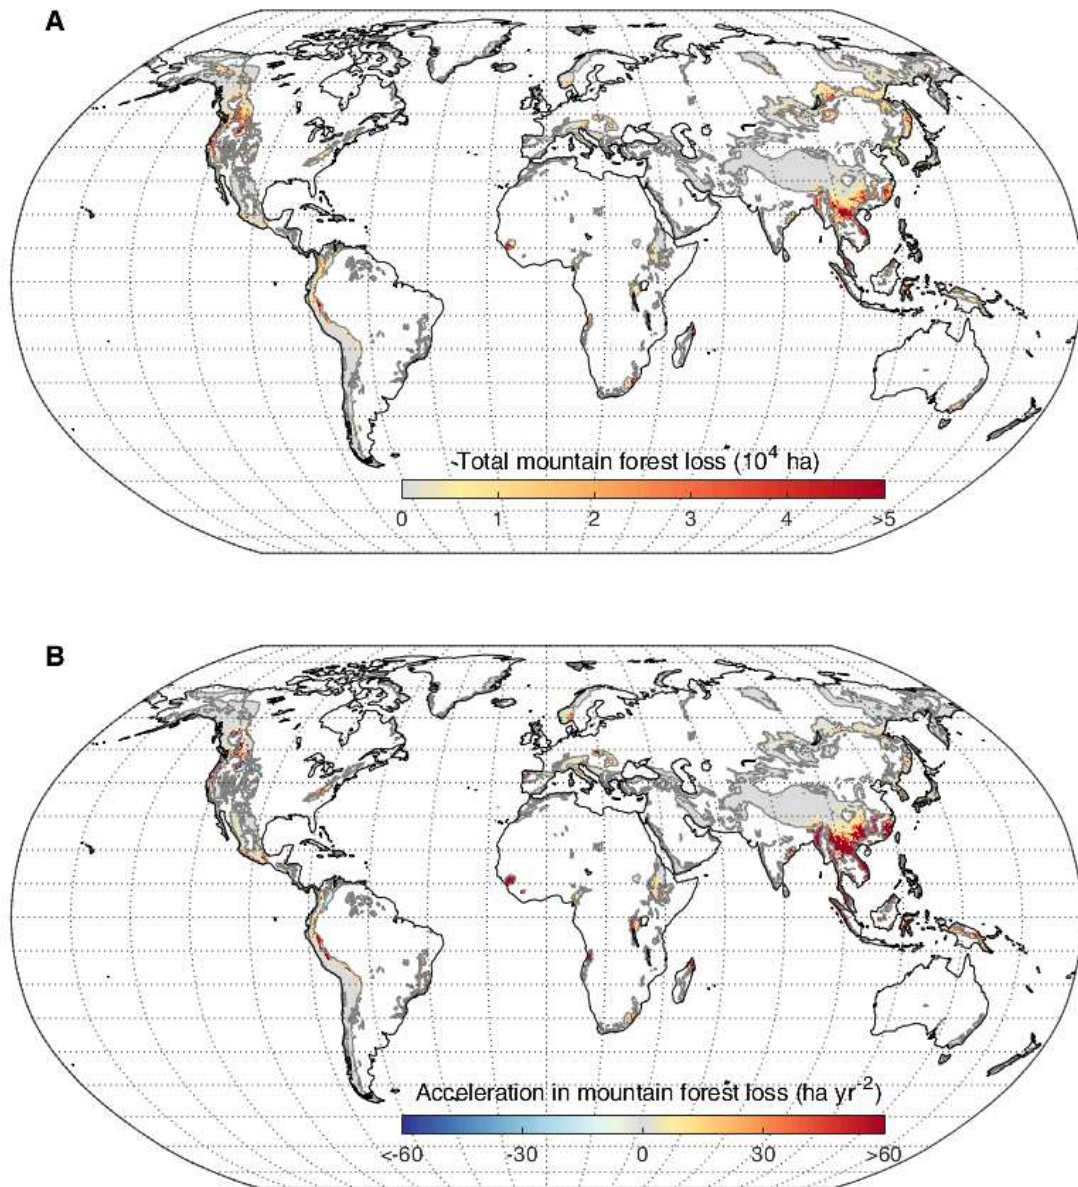 A
Total mountain forest loss (10⁴ ha)
0 1 2 3 4 >5
B
Acceleration in mountain forest loss (ha yr⁻²)
<-60 -30 0 30 >60